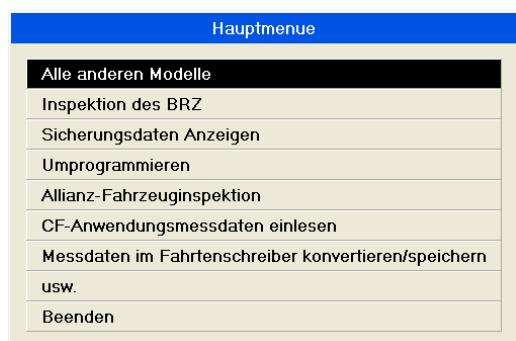 Hauptmenue
Alle anderen Modelle
Inspektion des BRZ
Sicherungsdaten Anzeigen
Umprogrammieren
Allianz-Fahrzeuginspektion
CF-Anwendungsmessdaten einlesen
Messdaten im Fahrtenschreiber konvertieren/speichern
usw.
Beenden